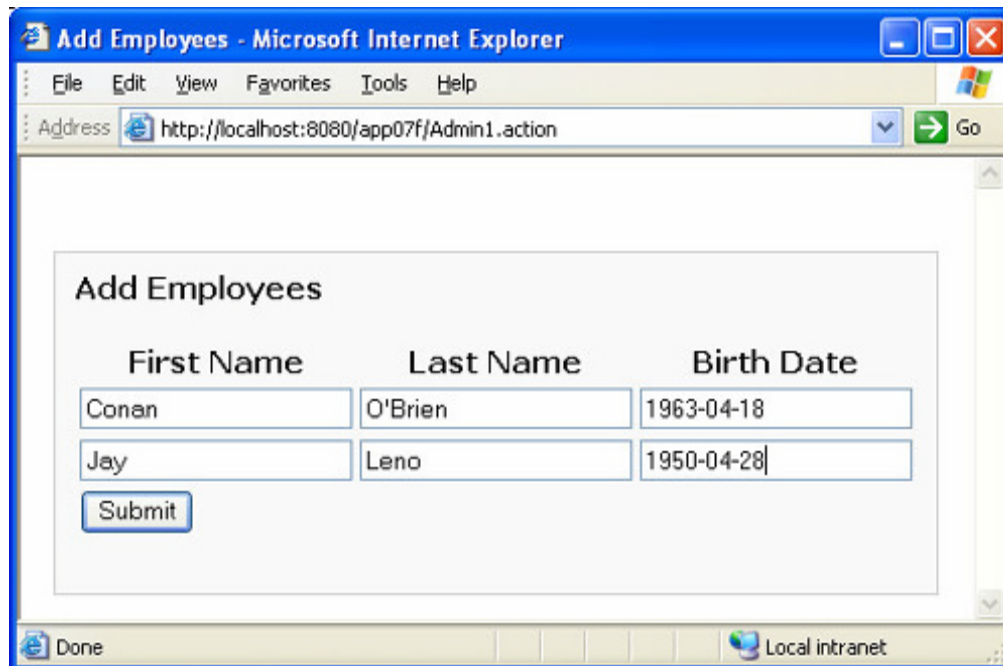 Add Employees - Microsoft Internet Explorer
File Edit View Favorites Tools Help
Address http://localhost:8080/app07f/Admin1.action Go
Add Employees
First Name Last Name Birth Date
Conan O'Brien 1963-04-18
Jay Leno 1950-04-28
Submit
Done Local intranet